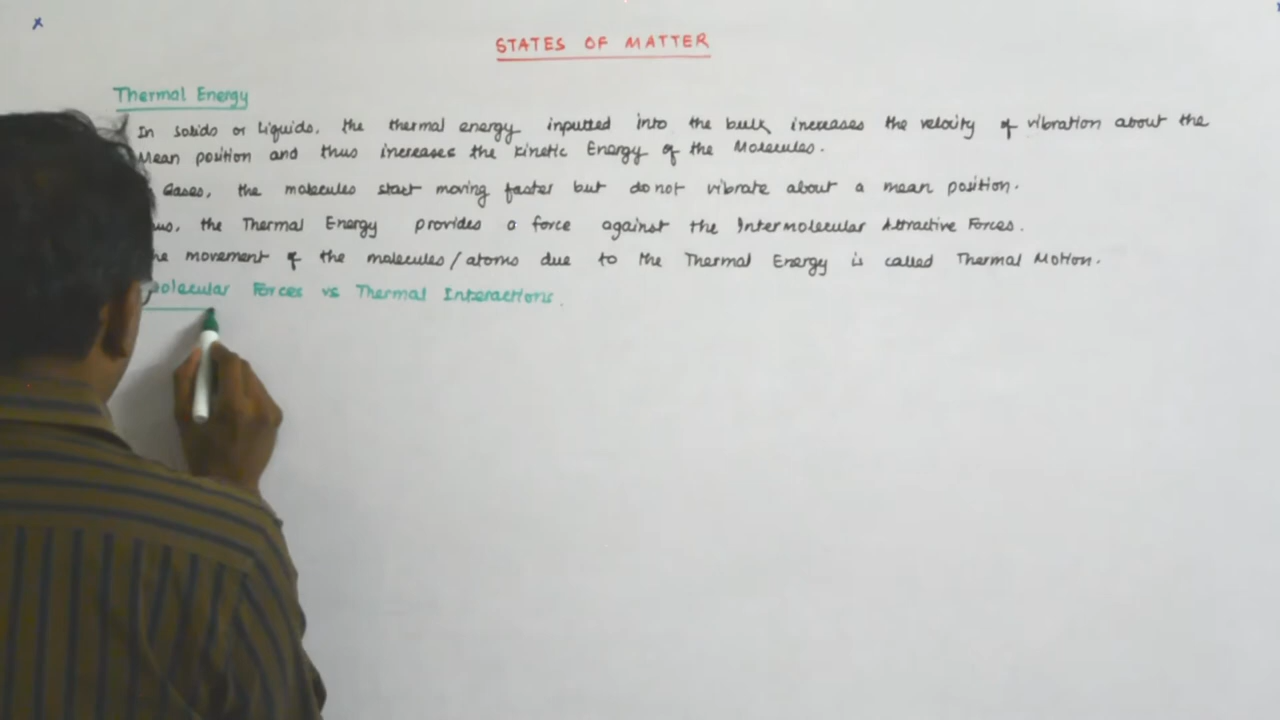 STATES OF MATTER
Thermal Energy
In Solids or Liquids, the thermal energy inputted into the bulk increases the velocity of vibration about the
Mean position and thus increases the Kinetic Energy of the Molecules.
Gases, the molecules start moving faster but do not vibrate about a mean position.
the Thermal Energy provides a force against the Intermolecular Attractive Forces.
he movement of the molecules/atoms due to the Thermal Energy is called Thermal Motion.
olecular Forces vs Thermal Interactions.